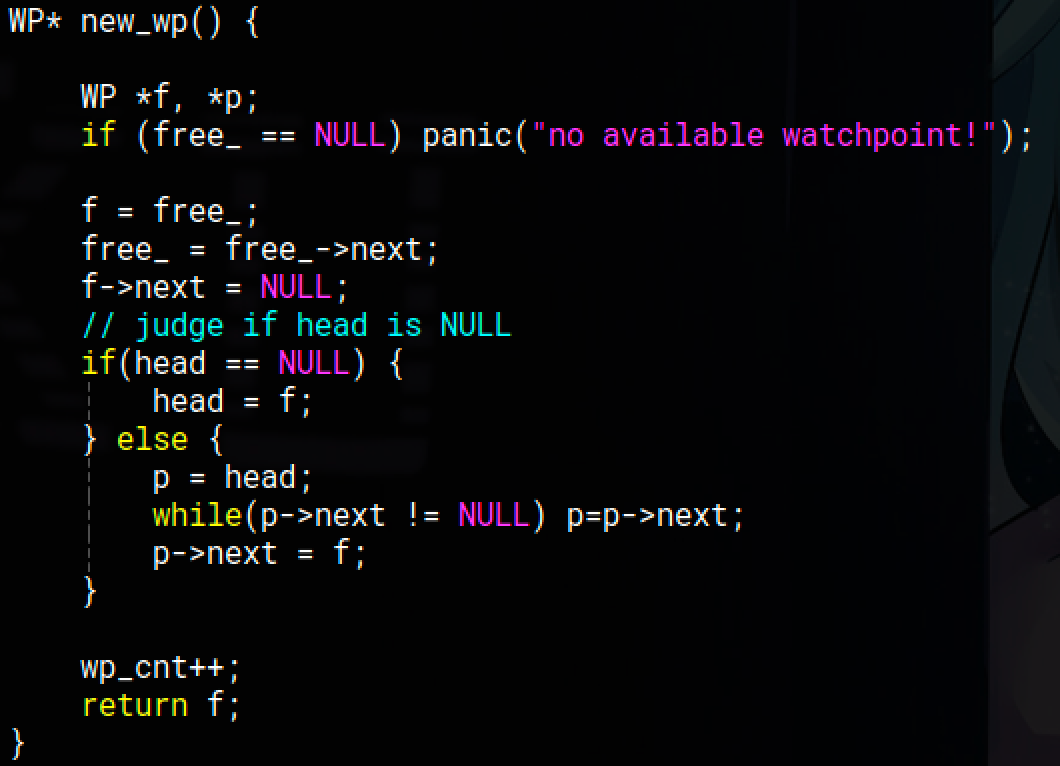 WP* new_wp() {
WP *f, *p;
if (free_ == NULL) panic("no available watchpoint!");
f = free_;
free_ = free_->next;
f->next = NULL;
// judge if head is NULL
if(head == NULL) {
head = f;
} else {
p = head;
while(p->next != NULL) p=p->next;
p->next = f;
}
wp_cnt++;
return f;
}